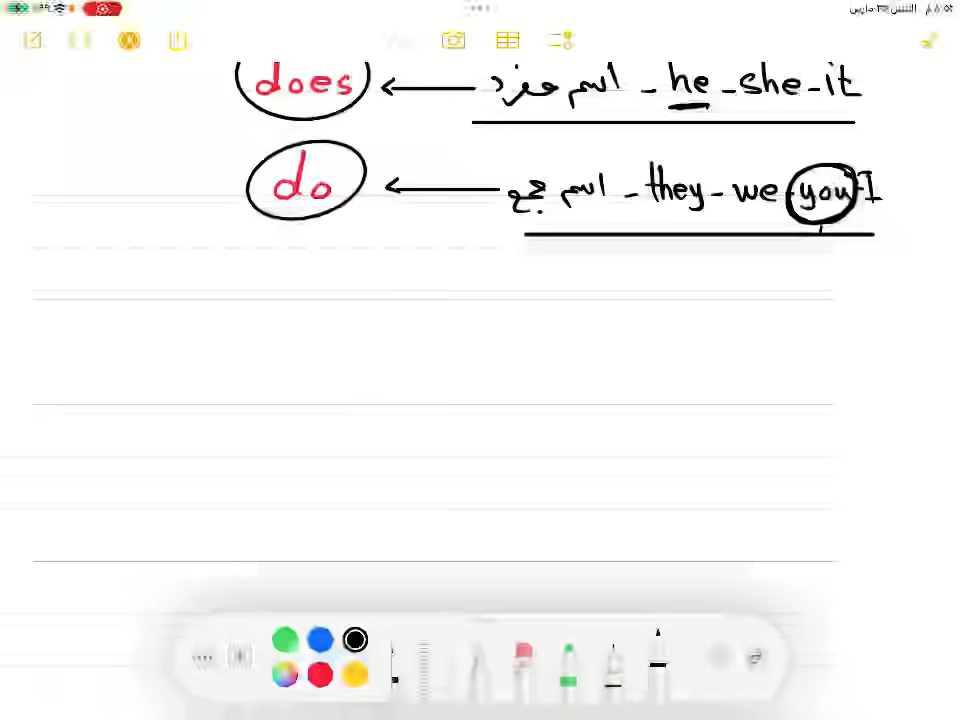 does ← اسم مفرد - he - she - it
do ← اسم جمع - they - we - you - I